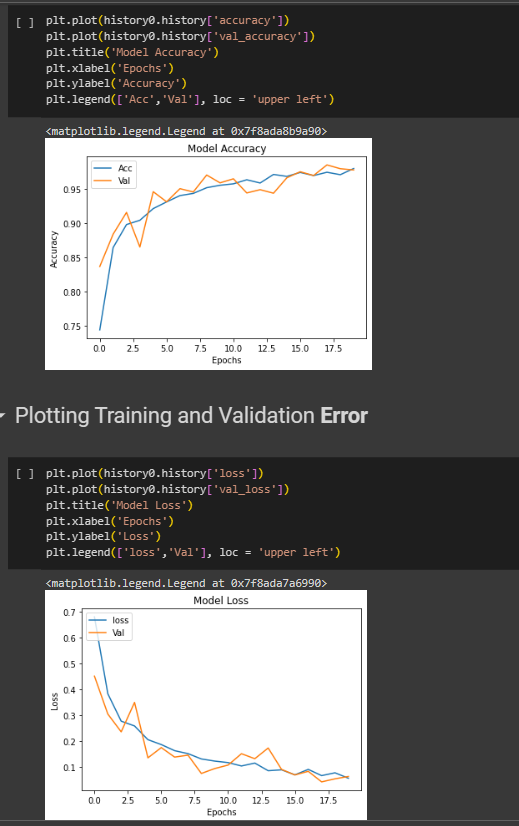 [ ] plt.plot(history0.history['accuracy'])
plt.plot(history0.history['val_accuracy'])
plt.title('Model Accuracy')
plt.xlabel('Epochs')
plt.ylabel('Accuracy')
plt.legend(['Acc','Val'], loc = 'upper left')
<matplotlib.legend.Legend at 0x7f8ada8b9a90>
Model Accuracy
Acc
Val
0.95
0.90
0.85
0.80
0.75
Accuracy
0.0 2.5 5.0 7.5 10.0 12.5 15.0 17.5
Epochs
Plotting Training and Validation Error
[ ] plt.plot(history0.history['loss'])
plt.plot(history0.history['val_loss'])
plt.title('Model Loss')
plt.xlabel('Epochs')
plt.ylabel('Loss')
plt.legend(['loss','Val'], loc = 'upper left')
<matplotlib.legend.Legend at 0x7f8ada7a6990>
Model Loss
loss
Val
0.7
0.6
0.5
0.4
0.3
0.2
0.1
Loss
0.0 2.5 5.0 7.5 10.0 12.5 15.0 17.5
Epochs